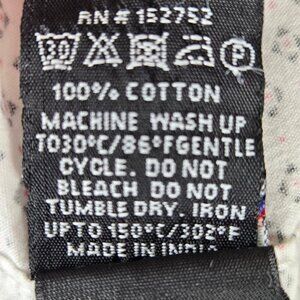 RN # 152752
30 P
100% COTTON
MACHINE WASH UP
TO30°C/86°FGENTLE
CYCLE. DO NOT
BLEACH. DO NOT
TUMBLE DRY. IRON
UP TO 150°C/302°F
MADE IN INDIA